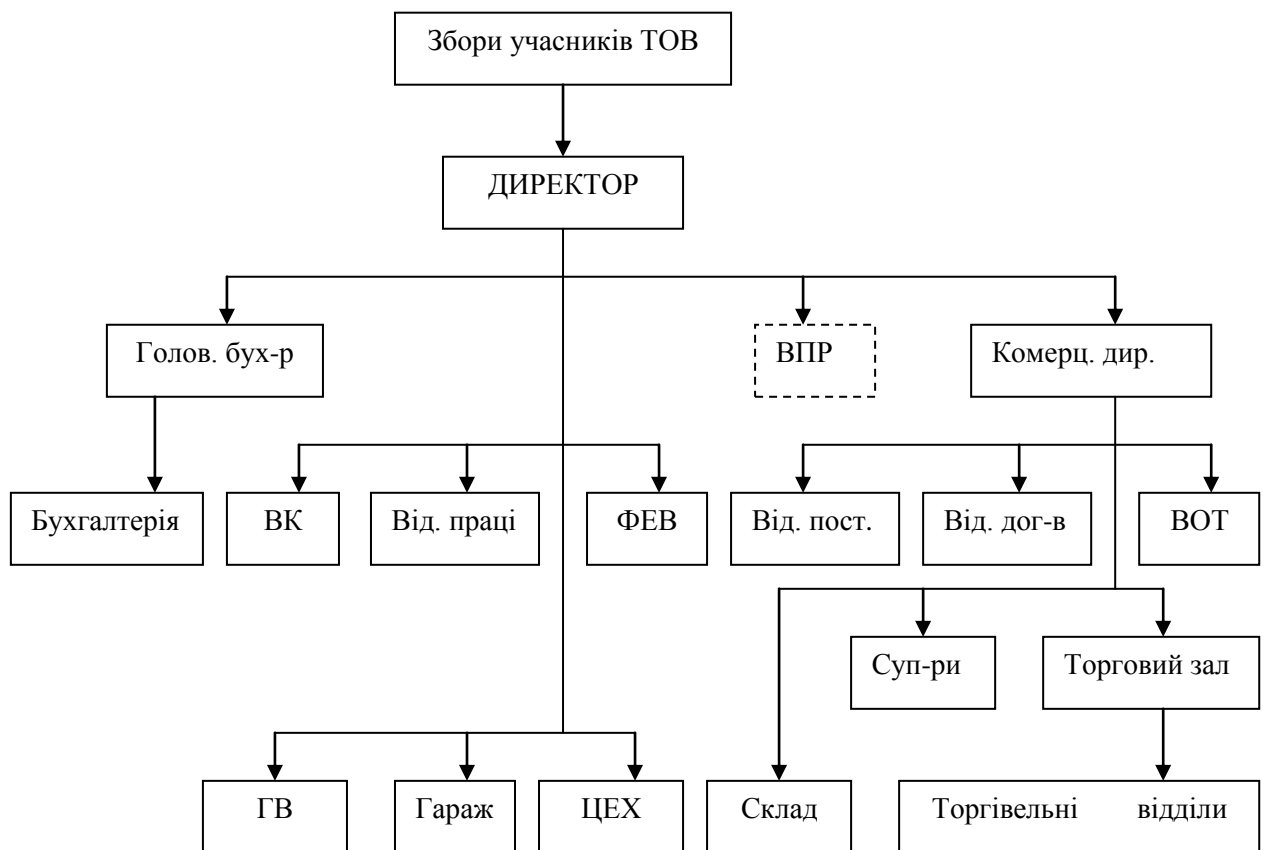 Збори учасників ТОВ
ДИРЕКТОР
Голов. бух-р
ВПР
Комерц. дир.
Бухгалтерія
ВК
Від. праці
ФЕВ
Від. пост.
Від. дог-в
ВОТ
Суп-ри
Торговий зал
ГВ
Гараж
ЦЕХ
Склад
Торгівельні відділи